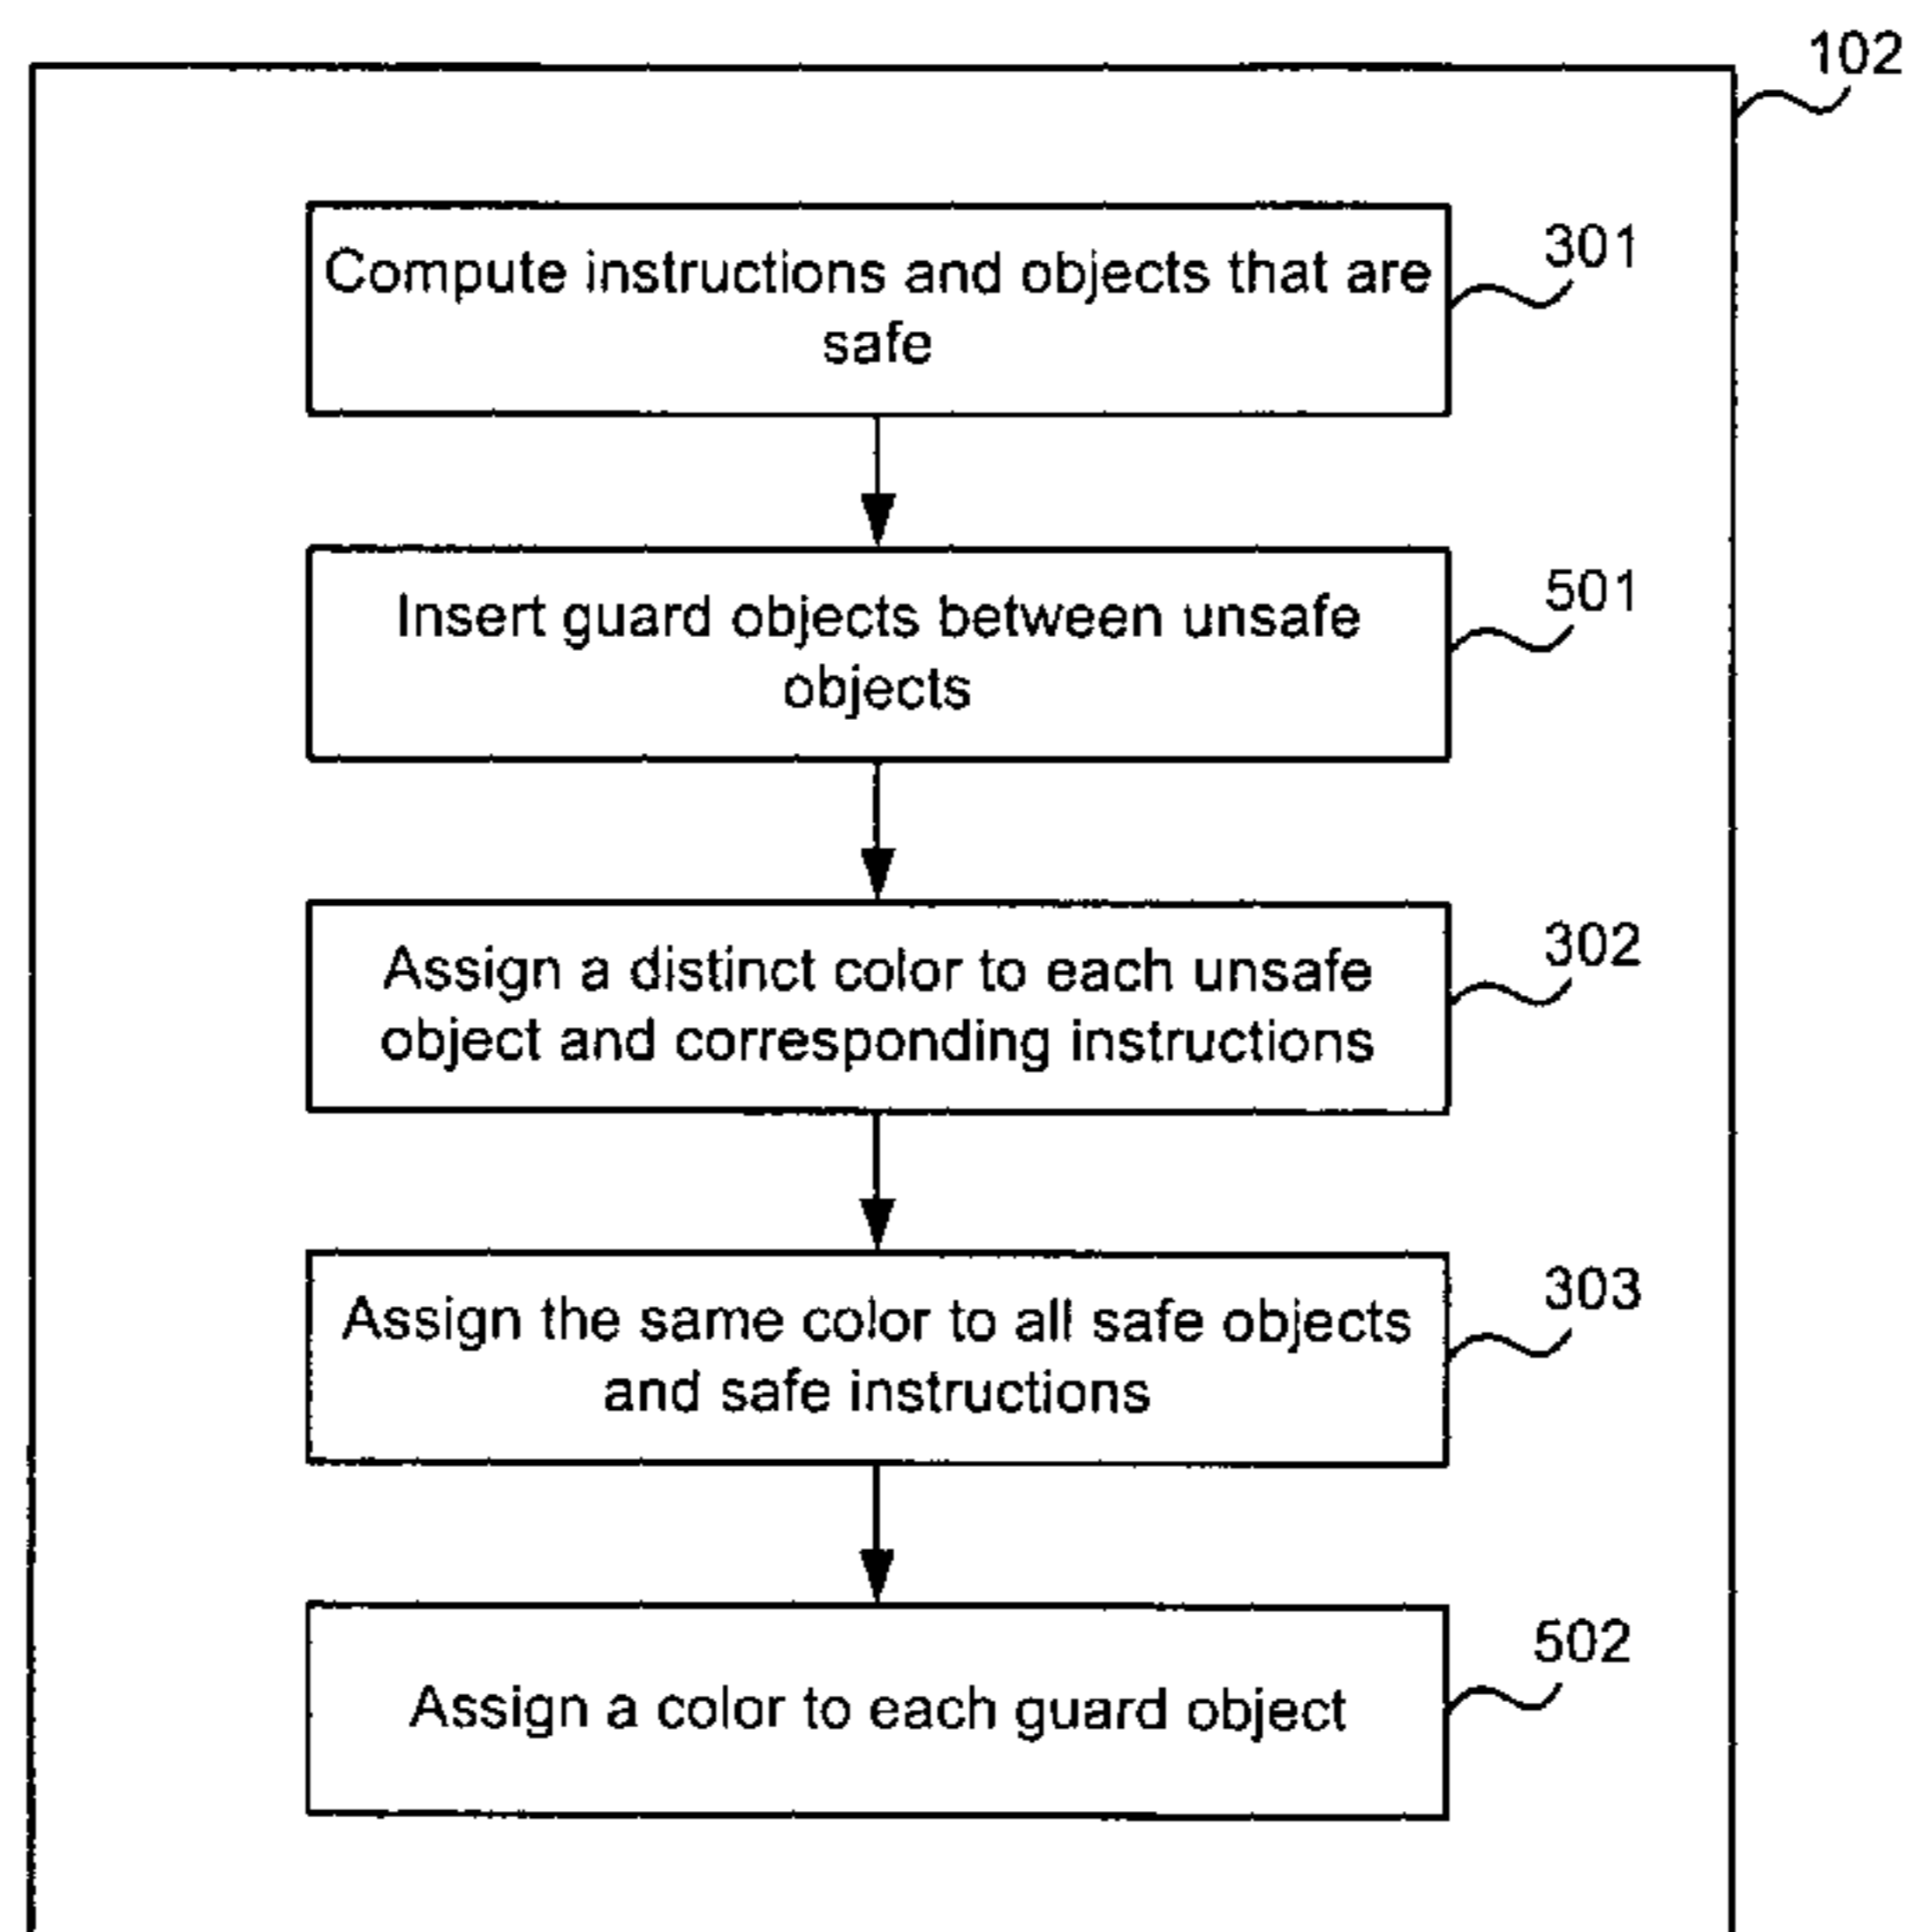 102
Compute instructions and objects that are
safe
301
Insert guard objects between unsafe
objects
501
Assign a distinct color to each unsafe
object and corresponding instructions
302
Assign the same color to all safe objects
and safe instructions
303
Assign a color to each guard object
502